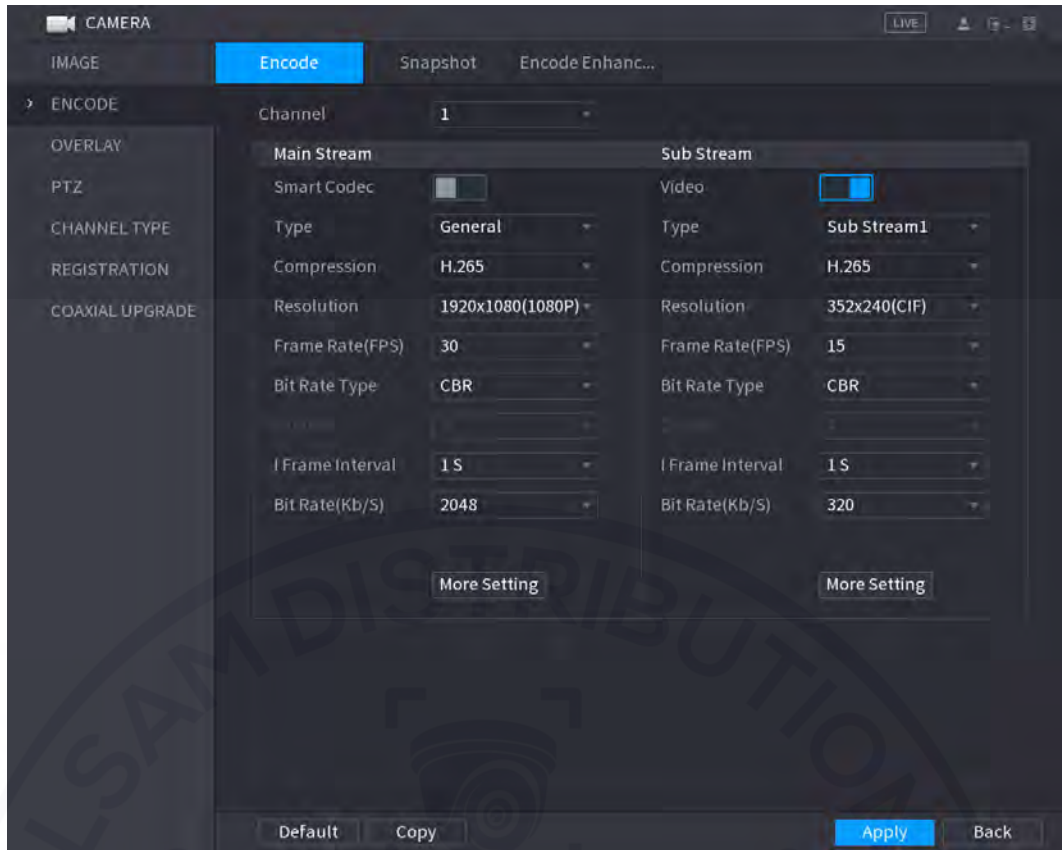 CAMERA LIVE
IMAGE Encode Snapshot Encode Enhanc...
ENCODE Channel 1
OVERLAY Main Stream Sub Stream
PTZ Smart Codec Video
CHANNEL TYPE Type General Type Sub Stream1
REGISTRATION Compression H.265 Compression H.265
COAXIAL UPGRADE Resolution 1920x1080(1080P) Resolution 352x240(CIF)
Frame Rate(FPS) 30 Frame Rate(FPS) 15
Bit Rate Type CBR Bit Rate Type CBR
I Frame Interval 1 S I Frame Interval 1 S
Bit Rate(Kb/S) 2048 Bit Rate(Kb/S) 320
More Setting More Setting
DISTRIBUTION
Default Copy Apply Back